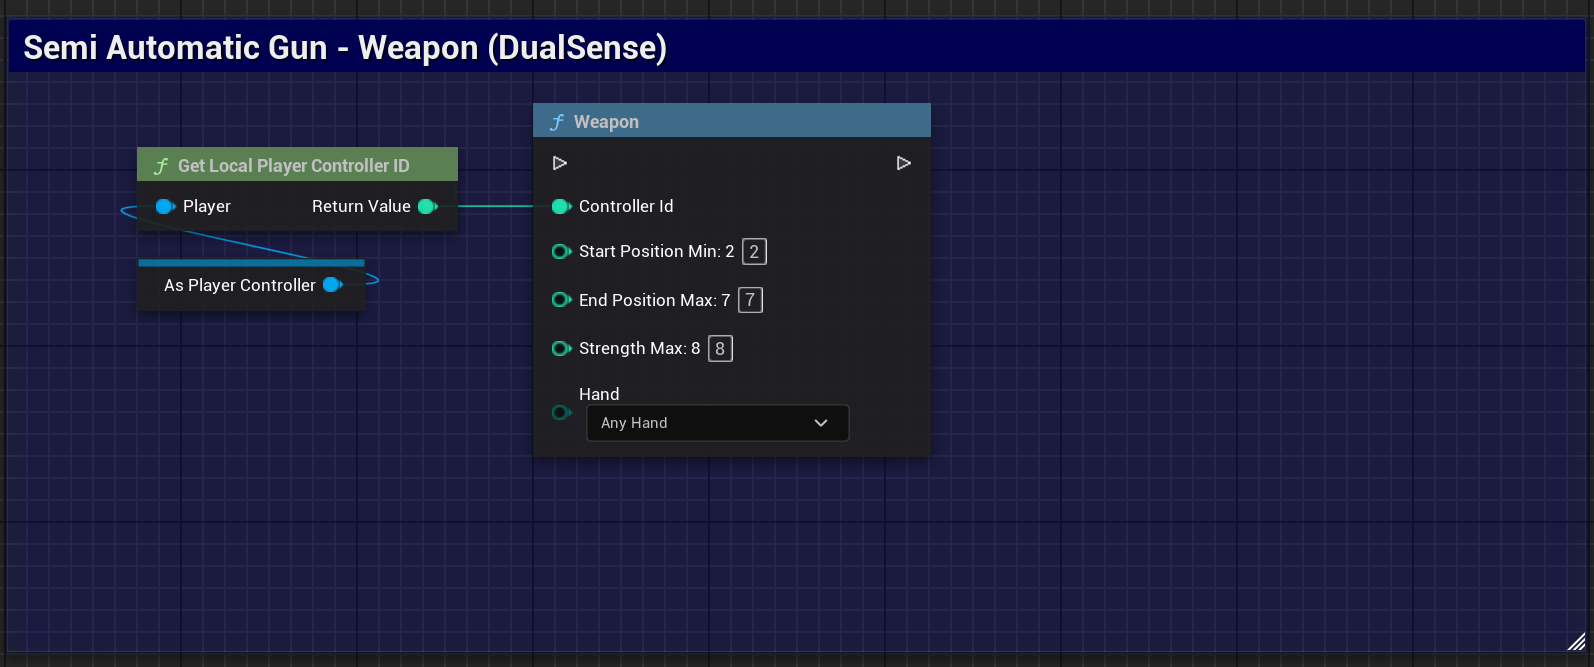 Semi Automatic Gun - Weapon (DualSense)
f Get Local Player Controller ID
Player Return Value
As Player Controller
f Weapon
Controller Id
Start Position Min: 2 2
End Position Max: 7 7
Strength Max: 8 8
Hand
Any Hand